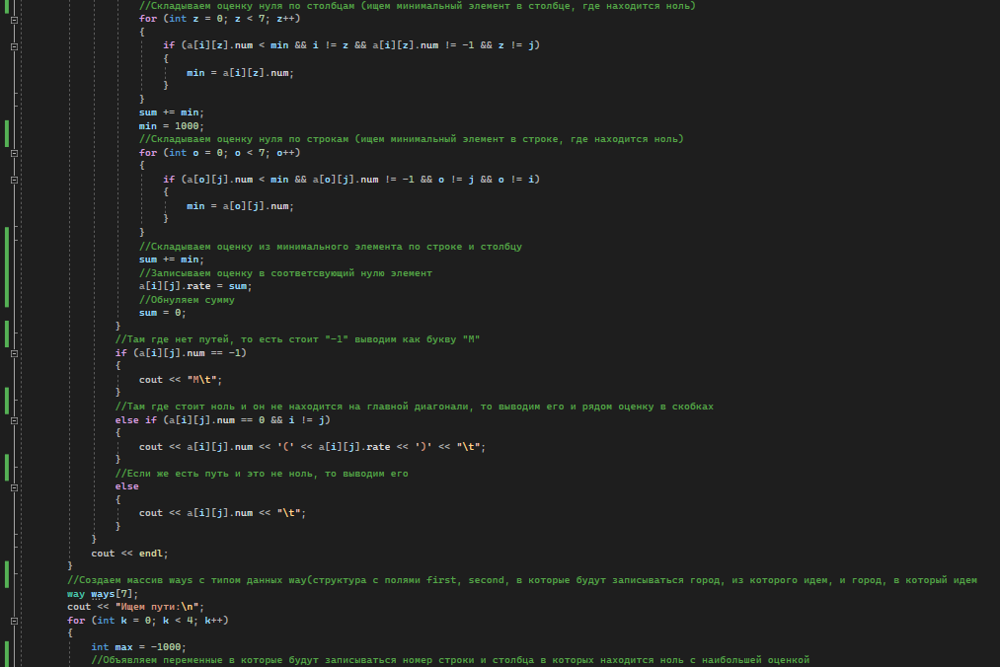 //Складываем оценку нуля по столбцам (ищем минимальный элемент в столбце, где находится ноль)
for (int z = 0; z < 7; z++)
{
if (a[i][z].num < min && i != z && a[i][z].num != -1 && z != j)
{
min = a[i][z].num;
}
}
sum += min;
min = 1000;
//Складываем оценку нуля по строкам (ищем минимальный элемент в строке, где находится ноль)
for (int o = 0; o < 7; o++)
{
if (a[o][j].num < min && a[o][j].num != -1 && o != j && o != i)
{
min = a[o][j].num;
}
}
//Складываем оценку из минимального элемента по строке и столбцу
sum += min;
//Записываем оценку в соответсвующий нулю элемент
a[i][j].rate = sum;
//Обнуляем сумму
sum = 0;
}
//Там где нет путей, то есть стоит "-1" выводим как букву "М"
if (a[i][j].num == -1)
{
cout << "M\t";
}
//Там где стоит ноль и он не находится на главной диагонали, то выводим его и рядом оценку в скобках
else if (a[i][j].num == 0 && i != j)
{
cout << a[i][j].num << '(' << a[i][j].rate << ')' << "\t";
}
//Если же есть путь и это не ноль, то выводим его
else
{
cout << a[i][j].num << "\t";
}
}
cout << endl;
}
//Создаем массив ways с типом данных way(структура с полями first, second, в которые будут записываться город, из которого идем, и город, в который идем
way ways[7];
cout << "Ищем пути:\n";
for (int k = 0; k < 4; k++)
{
int max = -1000;
//Объявляем переменные в которые будут записываться номер строки и столбца в которых находится ноль с наибольшей оценкой